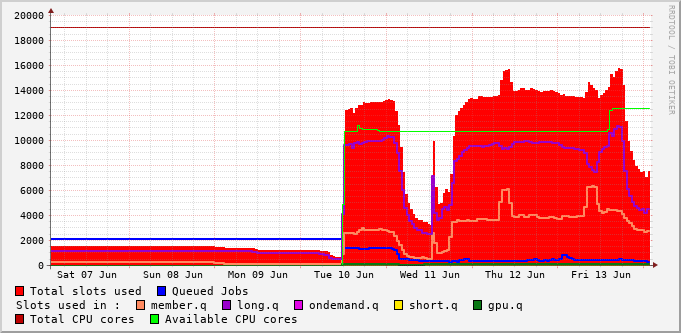 20000
18000
16000
14000
12000
10000
8000
6000
4000
2000
0
Sat 07 Jun Sun 08 Jun Mon 09 Jun Tue 10 Jun Wed 11 Jun Thu 12 Jun Fri 13 Jun
RRDTOOL / TOBI OETIKER
Total slots used Queued Jobs
Slots used in : member.q long.q ondemand.q short.q gpu.q
Total CPU cores Available CPU cores